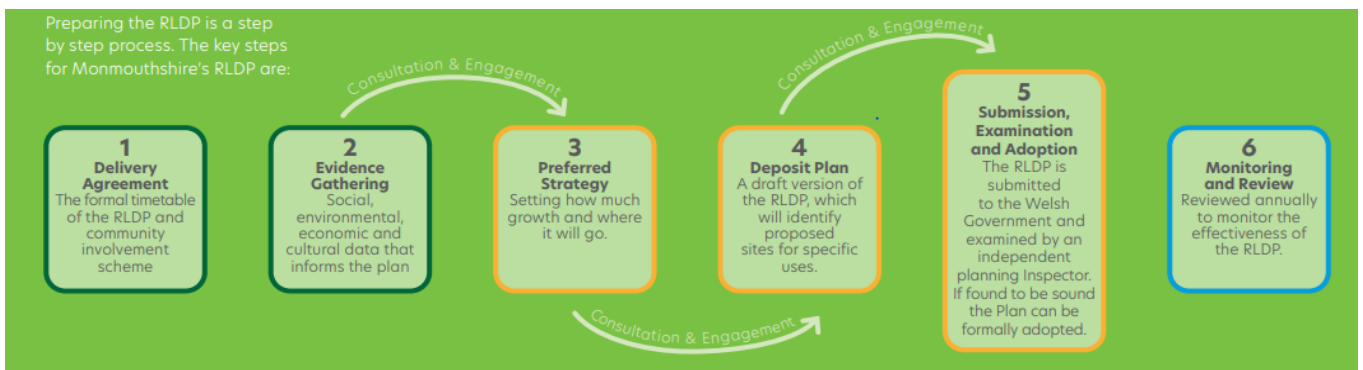 Preparing the RLDP is a step
by step process. The key steps
for Monmouthshire's RLDP are:
Consultation & Engagement
Consultation & Engagement
1
Delivery
Agreement
The formal timetable
of the RLDP and
community
involvement
scheme
2
Evidence
Gathering
Social,
environmental,
economic and
cultural data that
informs the plan
3
Preferred
Strategy
Setting how much
growth and where
it will go.
4
Deposit Plan
A draft version of
the RLDP, which
will identify
proposed
sites for specific
uses.
5
Submission,
Examination
and Adoption
The RLDP is
submitted
to the Welsh
Government and
examined by an
independent
planning Inspector.
If found to be sound
the Plan can be
formally adopted.
6
Monitoring
and Review
Reviewed annually
to monitor the
effectiveness of
the RLDP.
Consultation & Engagement